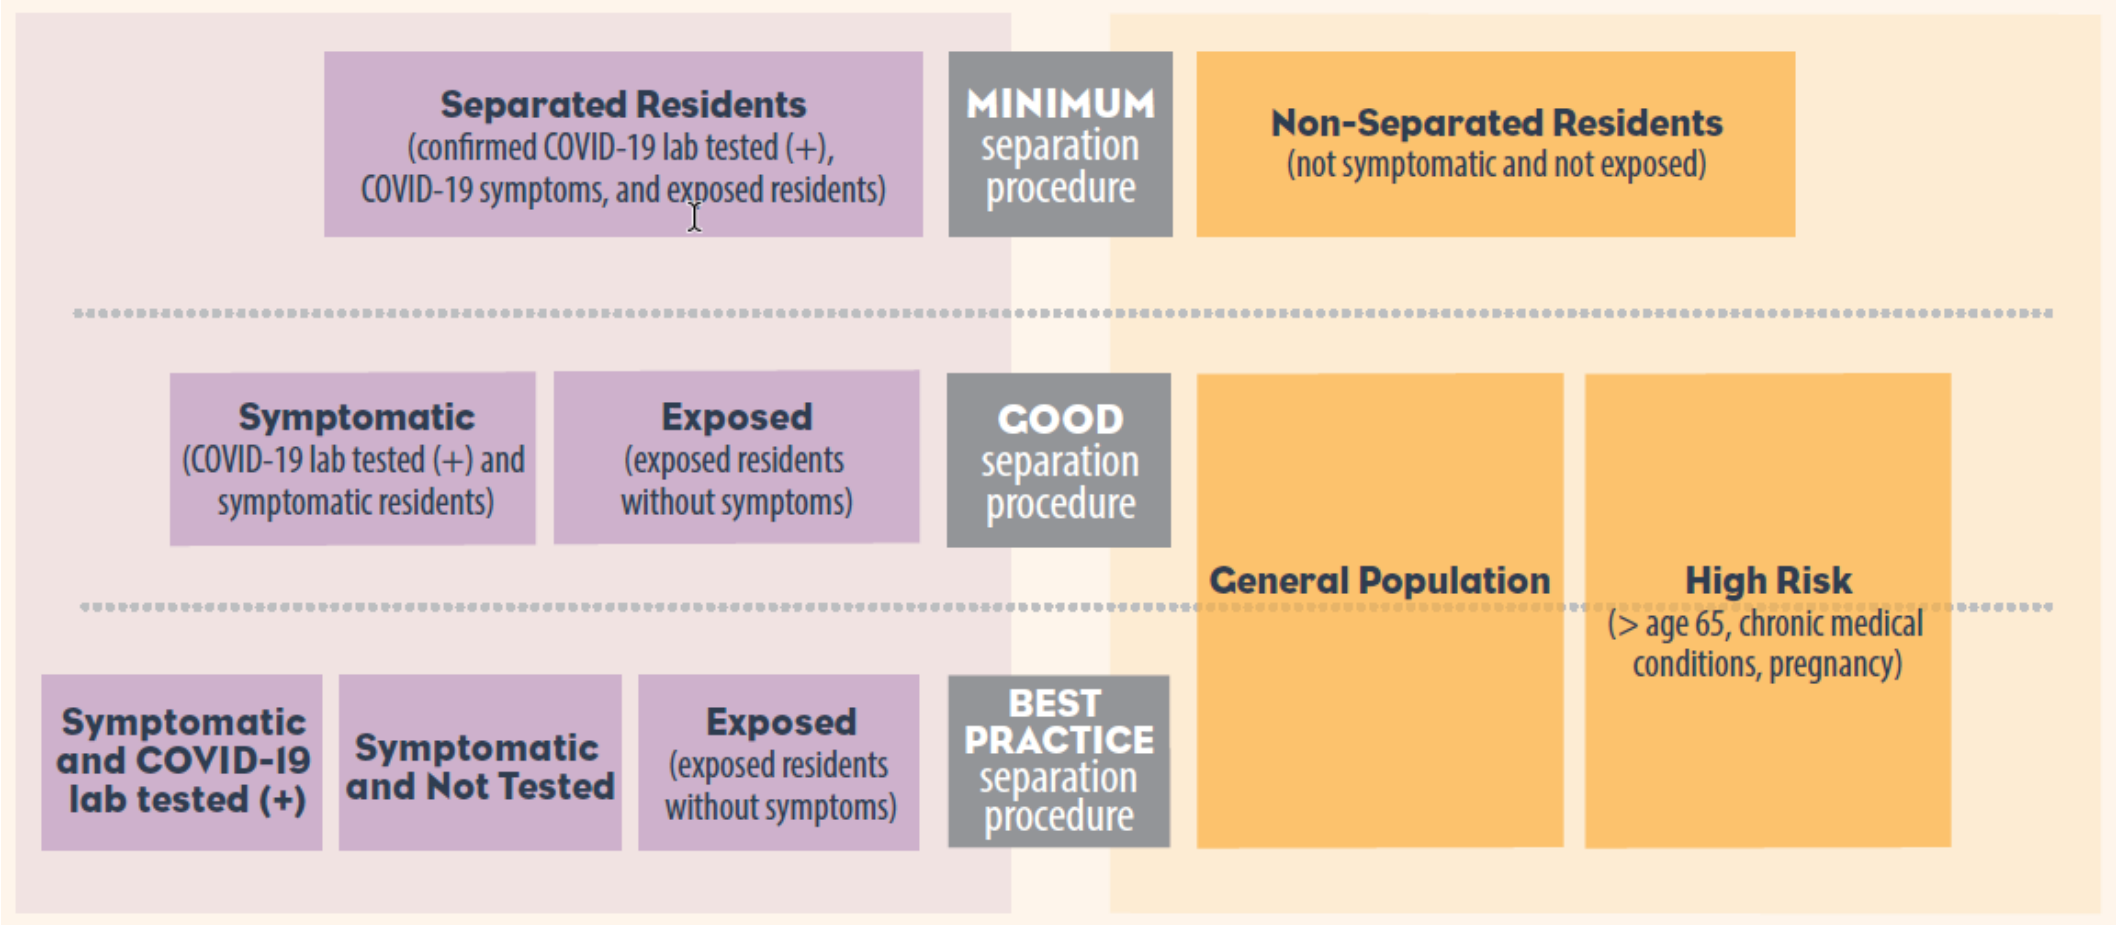 Separated Residents
(confirmed COVID-19 lab tested (+),
COVID-19 symptoms, and exposed residents)
MINIMUM
separation
procedure
Non-Separated Residents
(not symptomatic and not exposed)
Symptomatic
(COVID-19 lab tested (+) and
symptomatic residents)
Exposed
(exposed residents
without symptoms)
GOOD
separation
procedure
General Population
High Risk
(> age 65, chronic medical
conditions, pregnancy)
Symptomatic
and COVID-19
lab tested (+)
Symptomatic
and Not Tested
Exposed
(exposed residents
without symptoms)
BEST
PRACTICE
separation
procedure